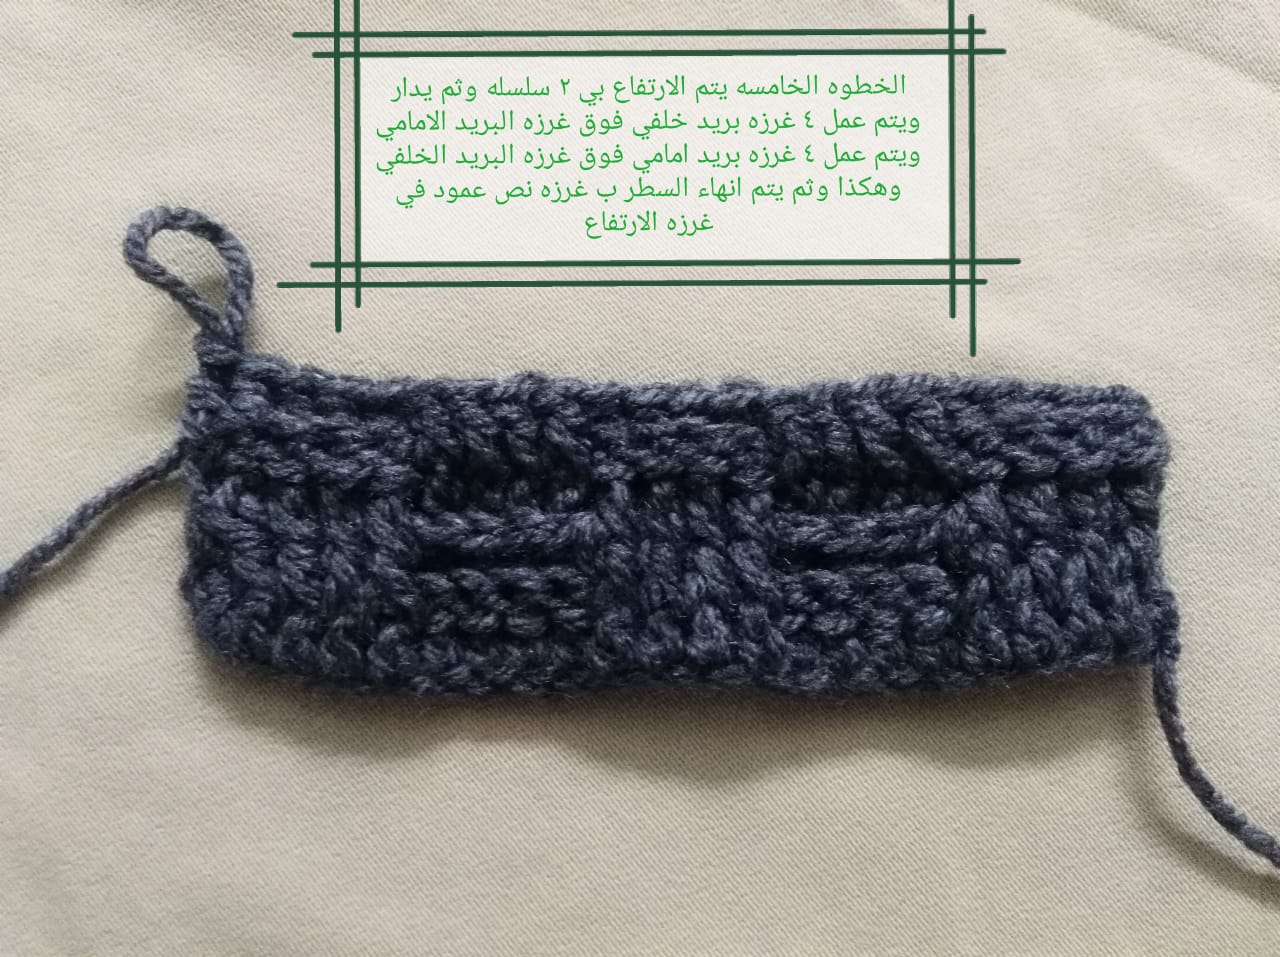 الخطوه الخامسه يتم الارتفاع بي ٢ سلسله وثم يدار
ويتم عمل ٤ غرزه بريد خلفي فوق غرزه البريد الامامي
ويتم عمل ٤ غرزه بريد امامي فوق غرزه البريد الخلفي
وهكذا وثم يتم انهاء السطر ب غرزه نص عمود في
غرزه الارتفاع